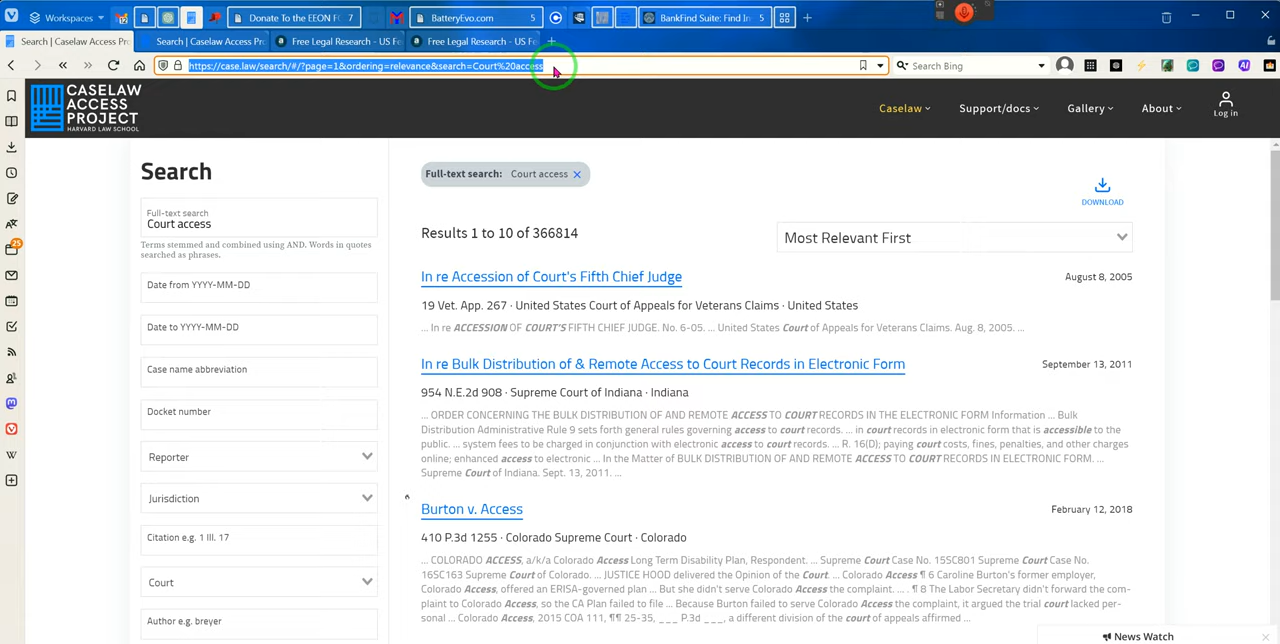 Workspaces
Donate To the EEON F 7
BatteryEvo.com 5
BankFind Suite: Find In 5
Search | Caselaw Access Pr
Search | Caselaw Access Pro
Free Legal Research - US Fe
Free Legal Research - US Fe
https://case.law/search/#/?page=1&ordering=relevance&search=Court%20access
Search Bing
25
CASELAW
ACCESS
PROJECT
HARVARD LAW SCHOOL
Caselaw
Support/docs
Gallery
About
Log in
Search
Full-text search
Court access
Terms stemmed and combined using AND. Words in quotes
searched as phrases.
Date from YYYY-MM-DD
Date to YYYY-MM-DD
Case name abbreviation
Docket number
Reporter
Jurisdiction
Citation e.g. 1 Ill. 17
Court
Author e.g. breyer
Full-text search: Court access
DOWNLOAD
Results 1 to 10 of 366814
Most Relevant First
In re Accession of Court's Fifth Chief Judge
August 8, 2005
19 Vet. App. 267 · United States Court of Appeals for Veterans Claims · United States
... In re ACCESSION OF COURT'S FIFTH CHIEF JUDGE. No. 6-05. ... United States Court of Appeals for Veterans Claims. Aug. 8, 2005. ...
In re Bulk Distribution of & Remote Access to Court Records in Electronic Form
September 13, 2011
954 N.E.2d 908 · Supreme Court of Indiana · Indiana
... ORDER CONCERNING THE BULK DISTRIBUTION OF AND REMOTE ACCESS TO COURT RECORDS IN THE ELECTRONIC FORM Information ... Bulk
Distribution Administrative Rule 9 sets forth general rules governing access to court records. ... in court records in electronic form that is accessible to the
public. ... system fees to be charged in conjunction with electronic access to court records. ... R. 16(D); paying court costs, fines, penalties, and other charges
online; enhanced access to electronic ... In the Matter of BULK DISTRIBUTION OF AND REMOTE ACCESS TO COURT RECORDS IN ELECTRONIC FORM. ...
Supreme Court of Indiana. Sept. 13, 2011. ...
Burton v. Access
February 12, 2018
410 P.3d 1255 · Colorado Supreme Court · Colorado
... COLORADO ACCESS, a/k/a Colorado Access Long Term Disability Plan, Respondent. ... Supreme Court Case No. 15SC801 Supreme Court Case No.
16SC163 Supreme Court of Colorado. ... JUSTICE HOOD delivered the Opinion of the Court. ... Colorado Access ¶ 6 Caroline Burton's former employer,
Colorado Access, offered an ERISA-governed plan ... But she didn't serve Colorado Access the complaint. ... . ¶ 8 The Labor Secretary didn't forward the com-
plaint to Colorado Access, so the CA Plan failed to file ... Because Burton failed to serve Colorado Access the complaint, it argued the trial court lacked per-
sonal ... Colorado Access, 2015 COA 111, ¶¶ 25-35, ___ P.3d ___, a different division of the court of appeals affirmed ...
News Watch